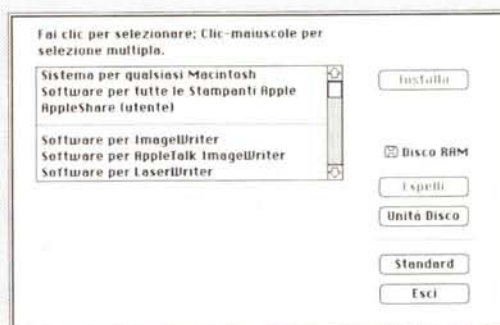 Fai clic per selezionare; Clic-maiuscole per
selezione multipla.
Sistema per qualsiasi Macintosh
Software per tutte le Stampanti Apple
AppleShare (utente)
Software per ImageWriter
Software per AppleTalk ImageWriter
Software per LaserWriter
Installa
Disco RAM
Espelli
Unità Disco
Standard
Esci